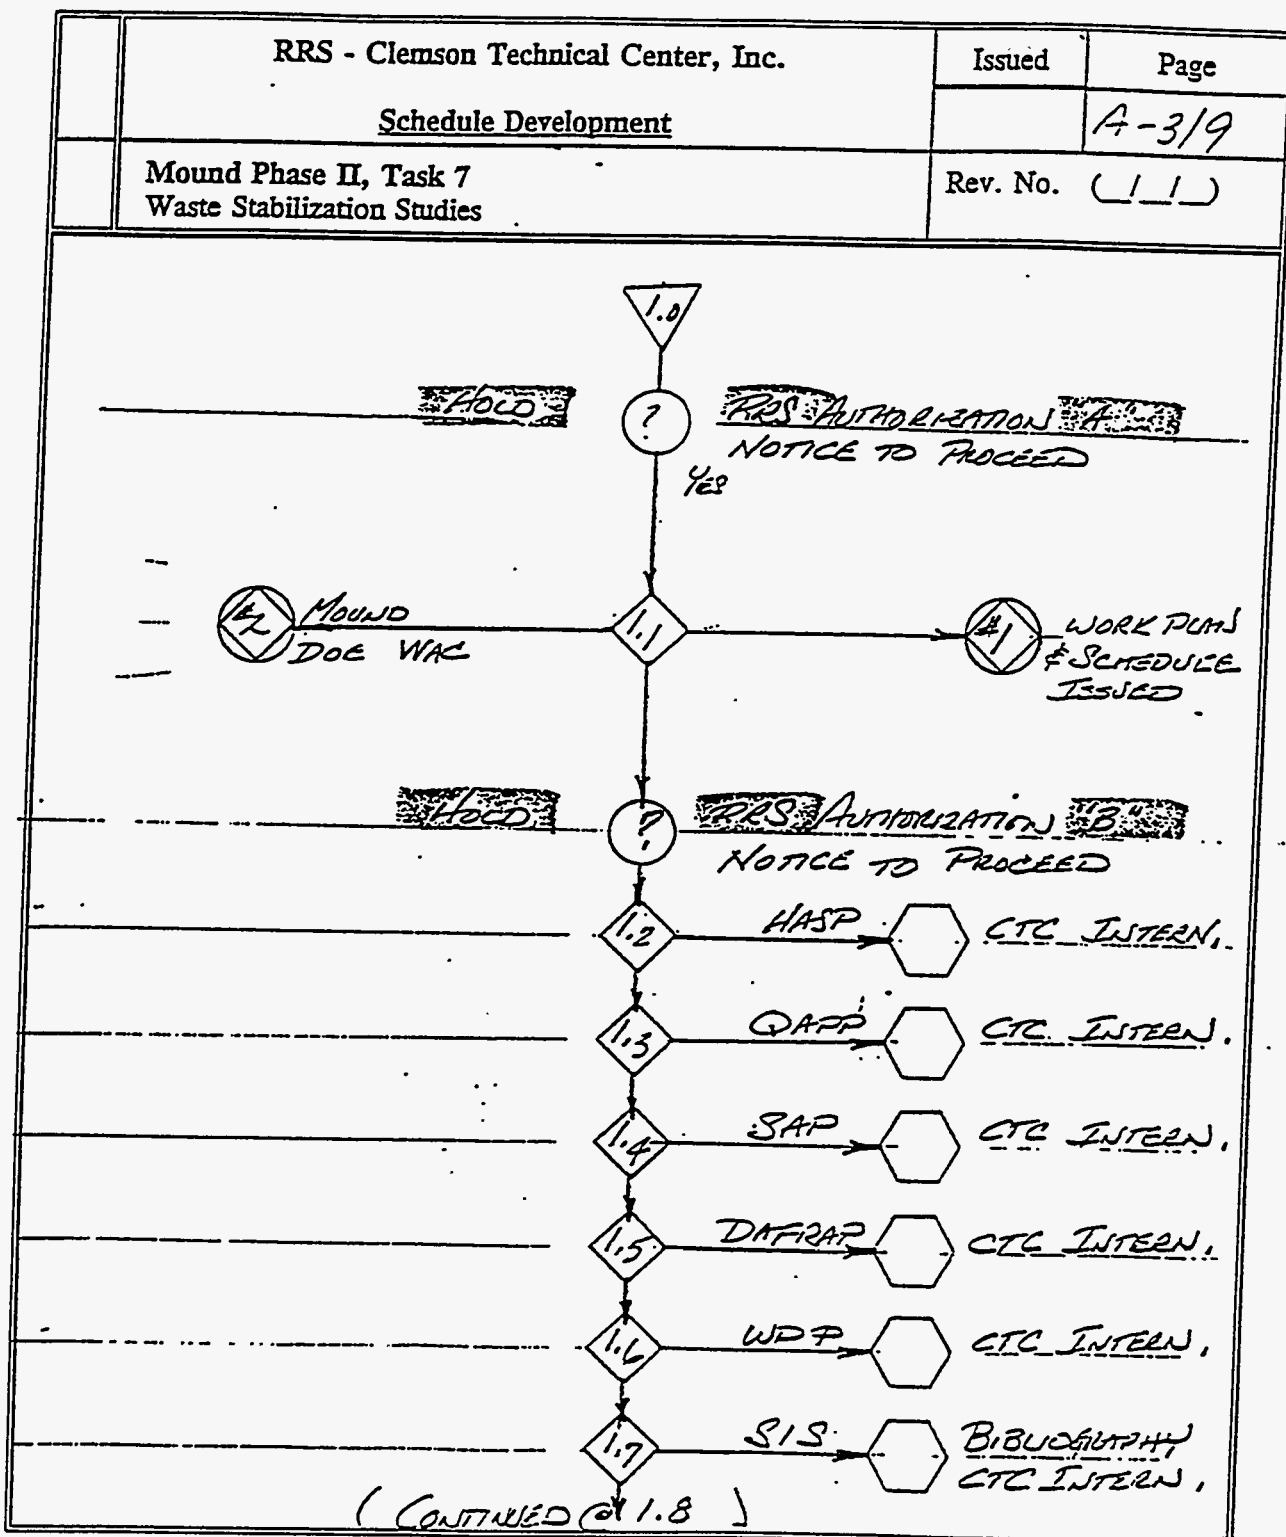 RRS - Clemson Technical Center, Inc.
Issued
Page
Schedule Development
A-3/9
Mound Phase II, Task 7
Waste Stabilization Studies
Rev. No. (_/_/_)
1.0
HOLD
?
RRS AUTHORIZATION "A"
NOTICE TO PROCEED
YES
#2
MOUND
DOE WAC
1.1
#1
WORK PLAN
& SCHEDULE
ISSUED
HOLD
?
RRS AUTHORIZATION "B"
NOTICE TO PROCEED
1.2
HASP
CTC INTERN.
1.3
QAPP
CTC INTERN.
1.4
SAP
CTC INTERN.
1.5
DAFRAP
CTC INTERN.
1.6
WDP
CTC INTERN.
1.7
SIS
BIBLIOGRAPHY
CTC INTERN.
(CONTINUED @ 1.8)